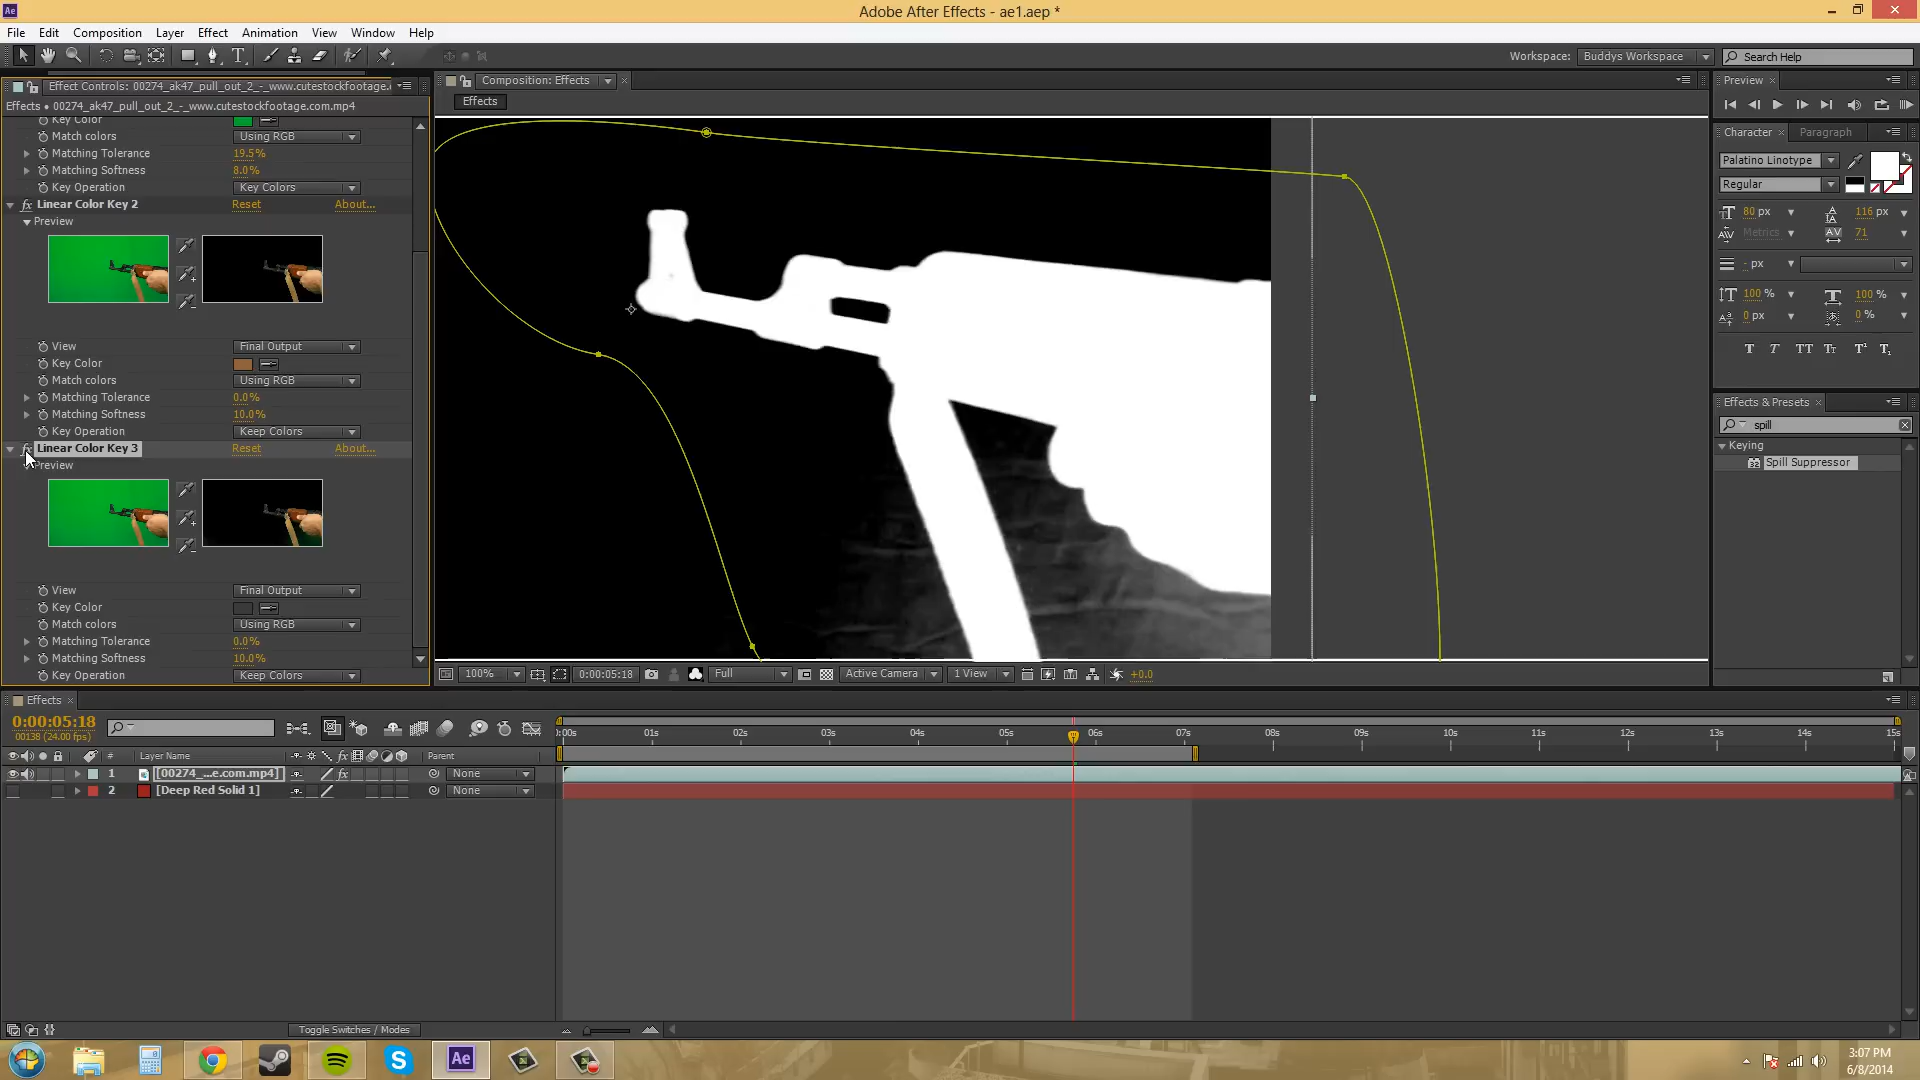 Adobe After Effects - ae1.aep *
File Edit Composition Layer Effect Animation View Window Help
Workspace: Buddys Workspace Search Help
Effect Controls: 00274_ak47_pull_out_2_-_www.cutestockfootage.
Effects • 00274_ak47_pull_out_2_-_www.cutestockfootage.com.mp4
Key Color
Match colors Using RGB
Matching Tolerance 19.5%
Matching Softness 8.0%
Key Operation Key Colors
fx Linear Color Key 2 Reset About...
Preview
View Final Output
Key Color
Match colors Using RGB
Matching Tolerance 0.0%
Matching Softness 10.0%
Key Operation Keep Colors
fx Linear Color Key 3 Reset About...
Preview
View Final Output
Key Color
Match colors Using RGB
Matching Tolerance 0.0%
Matching Softness 10.0%
Key Operation Keep Colors
Composition: Effects
Effects
100% 0:00:05:18 Full Active Camera 1 View +0.0
Preview
Character Paragraph
Palatino Linotype
Regular
80 px 116 px
Metrics 71
- px
100 % 100 %
0 px 0 %
T T TT Tr T¹ T₁
Effects & Presets
spill
Keying
32 Spill Suppressor
Effects
0:00:05:18
00138 (24.00 fps)
# Layer Name Parent
1 [00274_...e.com.mp4] None
2 [Deep Red Solid 1] None
):00s 01s 02s 03s 04s 05s 06s 07s 08s 09s 10s 11s 12s 13s 14s 15s
Toggle Switches / Modes
Ae
3:07 PM
6/8/2014